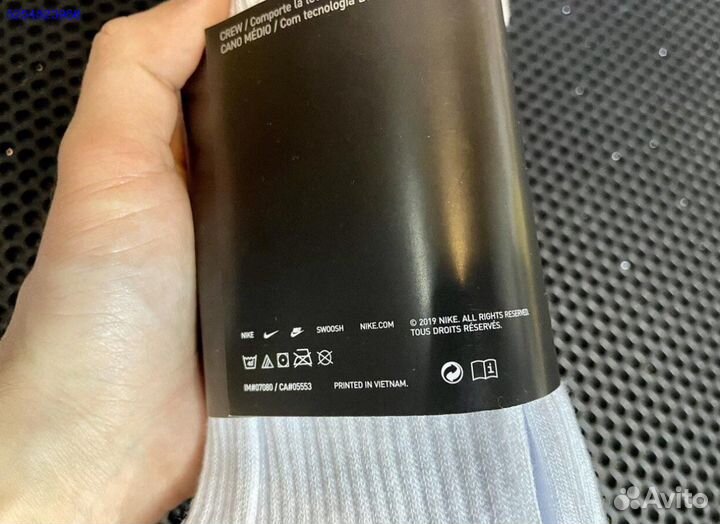 CREW / Comporte la
CANO MÉDIO / Com tecnologia
NIKE SWOOSH NIKE.COM
© 2019 NIKE. ALL RIGHTS RESERVED.
TOUS DROITS RÉSERVÉS.
IM#07080 / CA#05553 PRINTED IN VIETNAM.
Avito